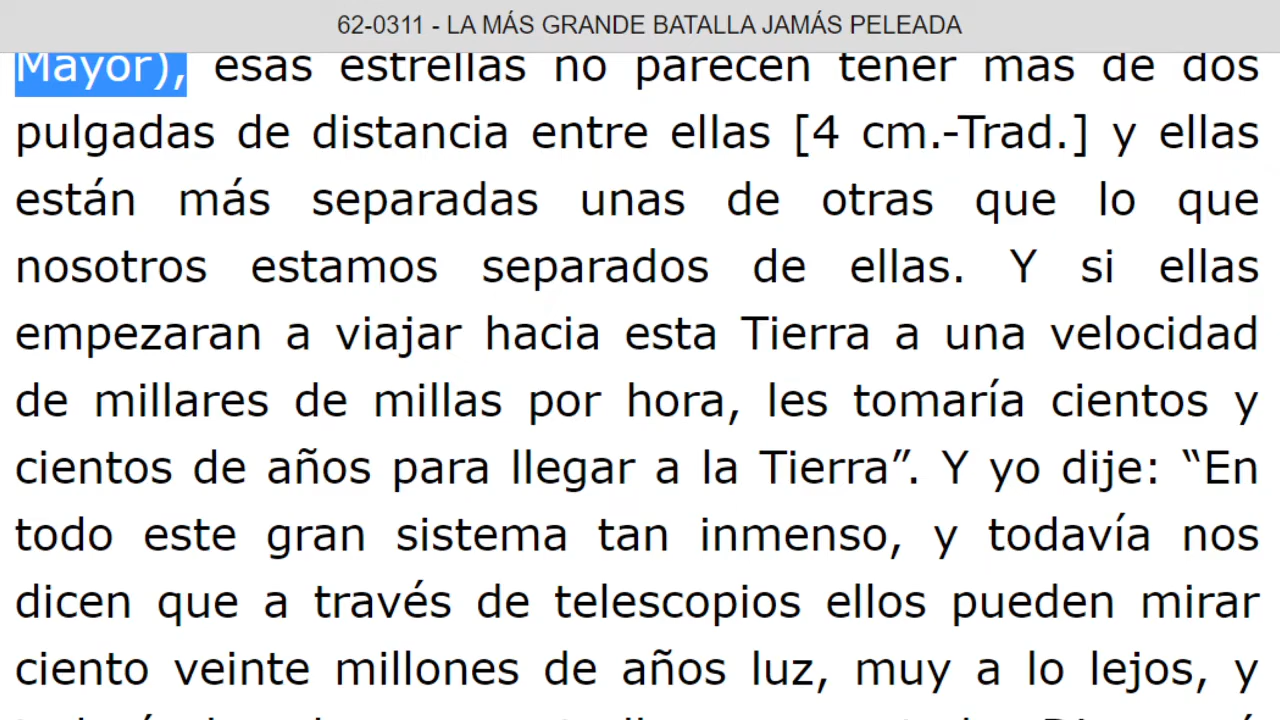 62-0311 - LA MÁS GRANDE BATALLA JAMÁS PELEADA
Mayor), esas estrellas no parecen tener más de dos
pulgadas de distancia entre ellas [4 cm.-Trad.] y ellas
están más separadas unas de otras que lo que
nosotros estamos separados de ellas. Y si ellas
empezaran a viajar hacia esta Tierra a una velocidad
de millares de millas por hora, les tomaría cientos y
cientos de años para llegar a la Tierra”. Y yo dije: “En
todo este gran sistema tan inmenso, y todavía nos
dicen que a través de telescopios ellos pueden mirar
ciento veinte millones de años luz, muy a lo lejos, y